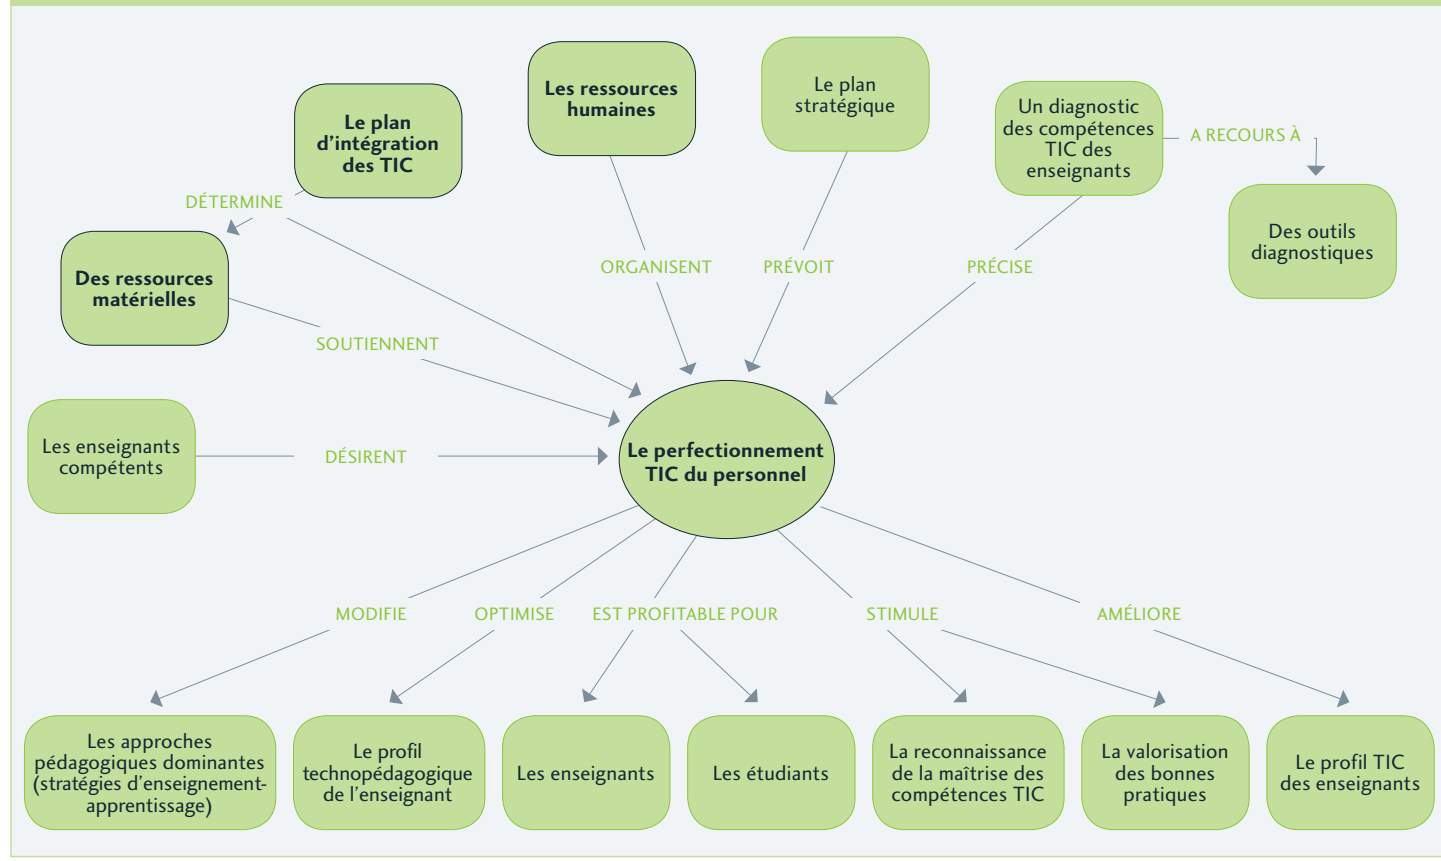 Les ressources
humaines
Le plan
stratégique
Un diagnostic
des compétences
TIC des
enseignants
A RECOURS À
Le plan
d'intégration
des TIC
DÉTERMINE
Des outils
diagnostiques
Des ressources
matérielles
ORGANISENT
PRÉVOIT
PRÉCISE
SOUTIENNENT
Les enseignants
compétents
DÉSIRENT
Le perfectionnement
TIC du personnel
MODIFIE
OPTIMISE
EST PROFITABLE POUR
STIMULE
AMÉLIORE
Les approches
pédagogiques dominantes
(stratégies d'enseignement-
apprentissage)
Le profil
technopédagogique
de l'enseignant
Les enseignants
Les étudiants
La reconnaissance
de la maîtrise des
compétences TIC
La valorisation
des bonnes
pratiques
Le profil TIC
des enseignants